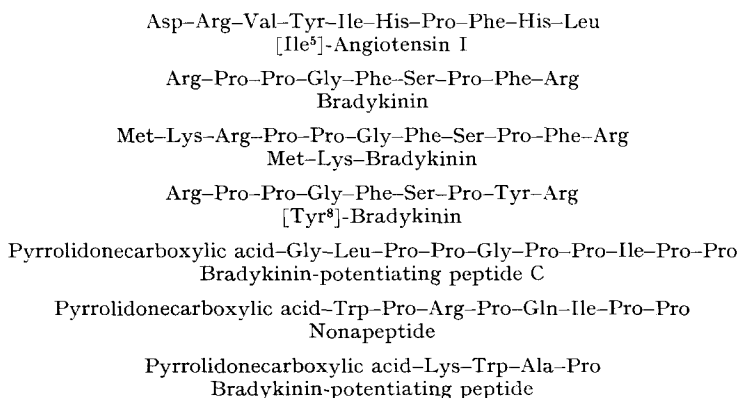 Asp–Arg–Val–Tyr–Ile–His–Pro–Phe–His–Leu
[Ile⁵]-Angiotensin I
Arg–Pro–Pro–Gly–Phe–Ser–Pro–Phe–Arg
Bradykinin
Met–Lys–Arg–Pro–Pro–Gly–Phe–Ser–Pro–Phe–Arg
Met-Lys-Bradykinin
Arg–Pro–Pro–Gly–Phe–Ser–Pro–Tyr–Arg
[Tyr⁸]-Bradykinin
Pyrrolidonecarboxylic acid–Gly–Leu–Pro–Pro–Gly–Pro–Pro–Ile–Pro–Pro
Bradykinin-potentiating peptide C
Pyrrolidonecarboxylic acid–Trp–Pro–Arg–Pro–Gln–Ile–Pro–Pro
Nonapeptide
Pyrrolidonecarboxylic acid–Lys–Trp–Ala–Pro
Bradykinin-potentiating peptide